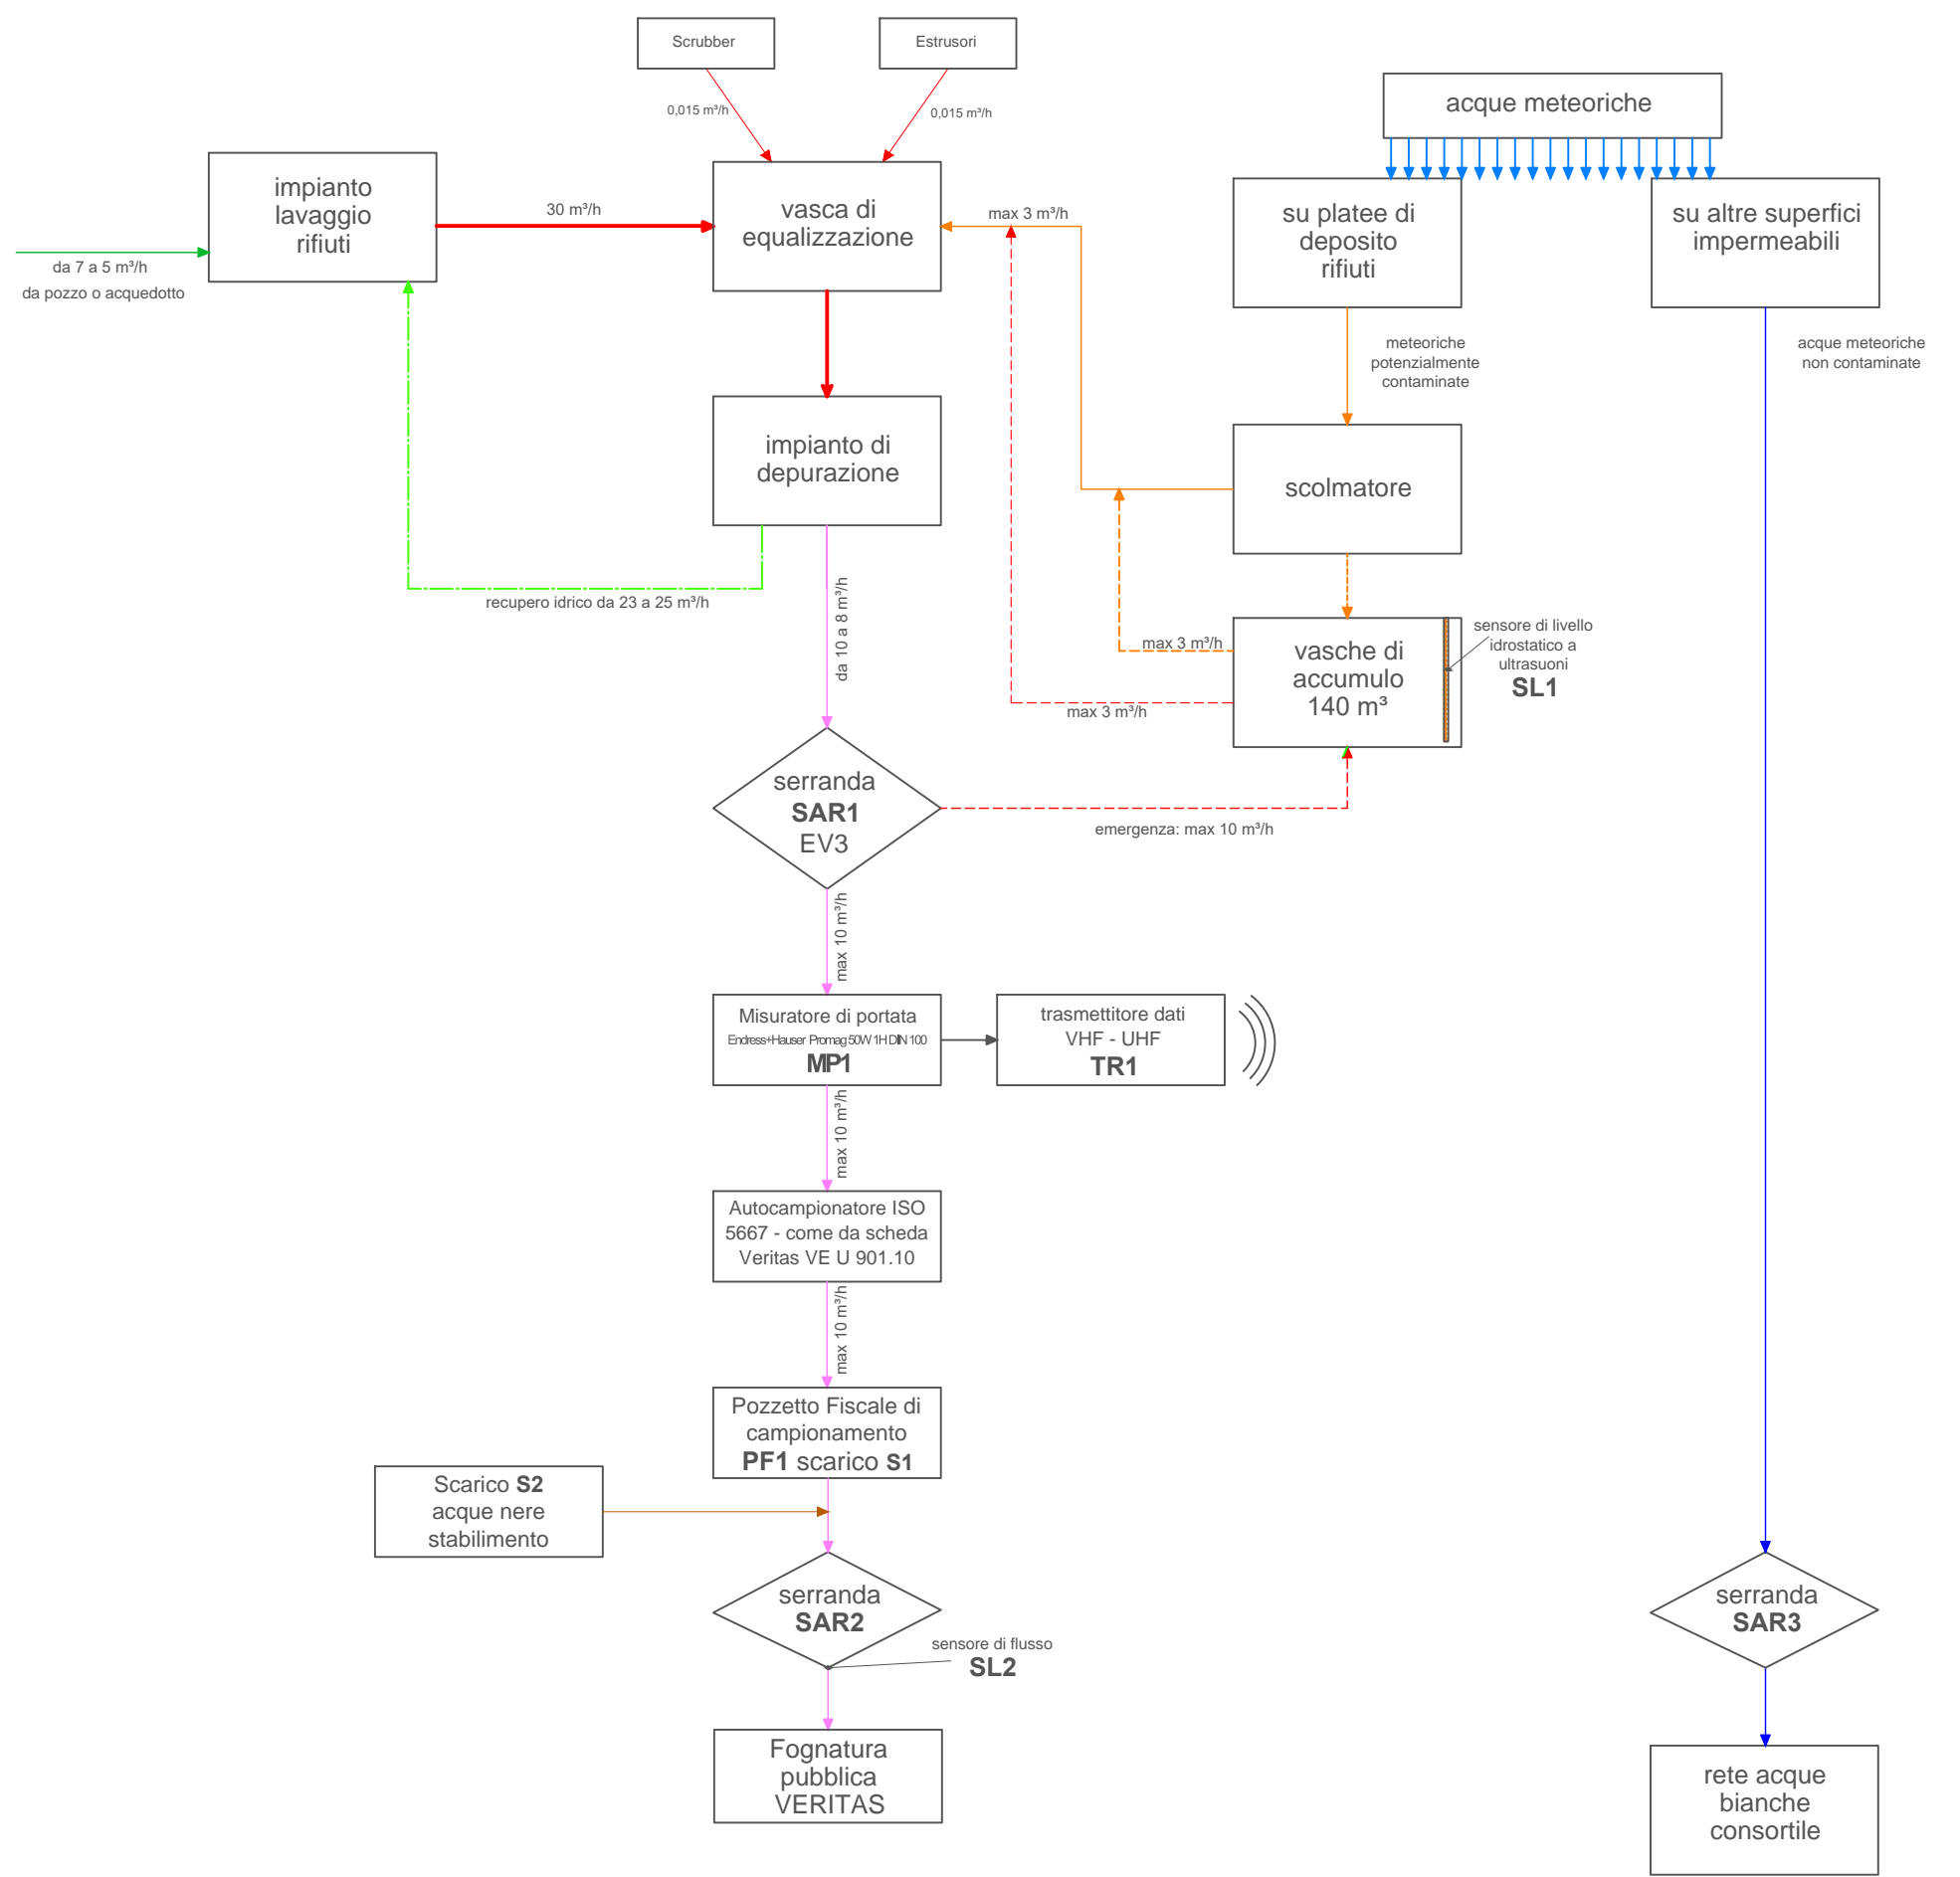 Scrubber
Estrusori
0,015 m³/h
0,015 m³/h
acque meteoriche
impianto
lavaggio
rifiuti
30 m³/h
vasca di
equalizzazione
max 3 m³/h
su platee di
deposito
rifiuti
su altre superfici
impermeabili
da 7 a 5 m³/h
da pozzo o acquedotto
meteoriche
potenzialmente
contaminate
acque meteoriche
non contaminate
impianto di
depurazione
scolmatore
recupero idrico da 23 a 25 m³/h
da 10 a 8 m³/h
max 3 m³/h
max 3 m³/h
vasche di
accumulo
140 m³
sensore di livello
idrostatico a
ultrasuoni
SL1
serranda
SAR1
EV3
emergenza: max 10 m³/h
max 10 m³/h
Misuratore di portata
Endress+Hauser Promag 50W 1H DIN 100
MP1
trasmettitore dati
VHF - UHF
TR1
max 10 m³/h
Autocampionatore ISO
5667 - come da scheda
Veritas VE U 901.10
max 10 m³/h
Pozzetto Fiscale di
campionamento
PF1 scarico S1
Scarico S2
acque nere
stabilimento
serranda
SAR2
sensore di flusso
SL2
serranda
SAR3
Fognatura
pubblica
VERITAS
rete acque
bianche
consortile